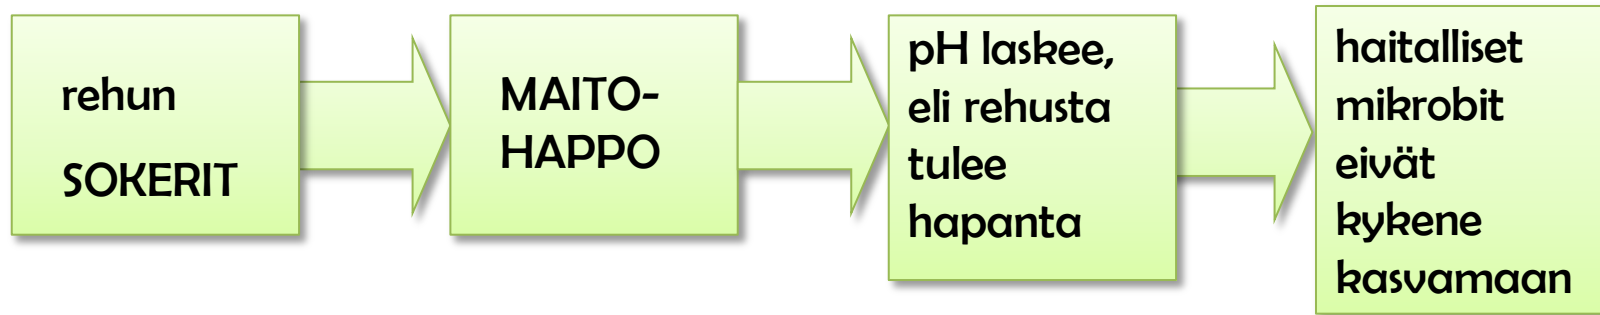 rehun
SOKERIT
MAITO-
HAPPO
pH laskee,
eli rehusta
tulee
hapanta
haitalliset
mikrobit
eivät
kykene
kasvamaan